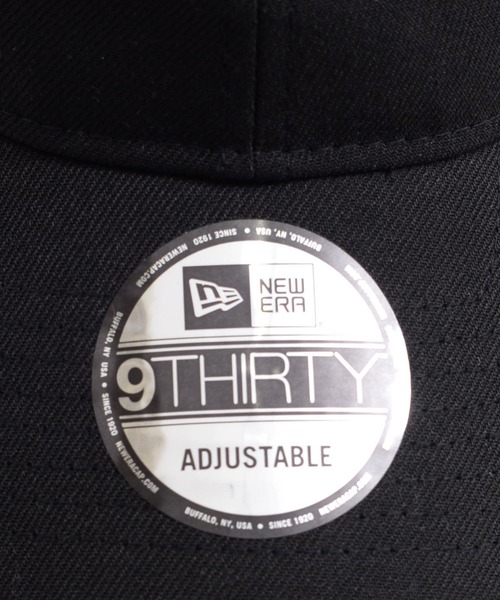 NEW
ERA
9THIRTY
ADJUSTABLE
BUFFALO, NY, USA • SINCE 1920 NEWERACAP.COM
BUFFALO, NY, USA • SINCE 1920 NEWERACAP.COM
BUFFALO, NY, USA • SINCE 1920 NEWERACAP.COM